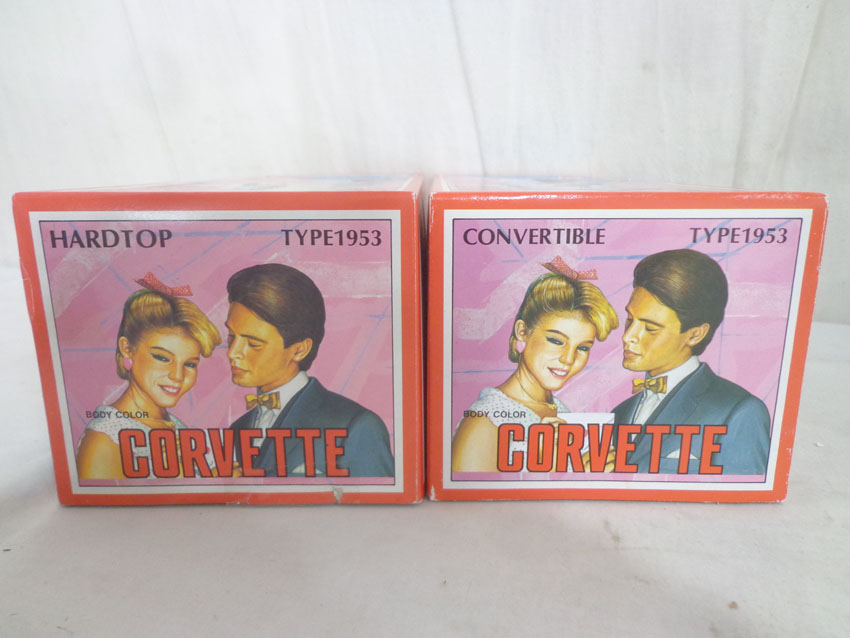 HARDTOP TYPE1953
BODY COLOR
CORVETTE
CONVERTIBLE TYPE1953
BODY COLOR
CORVETTE